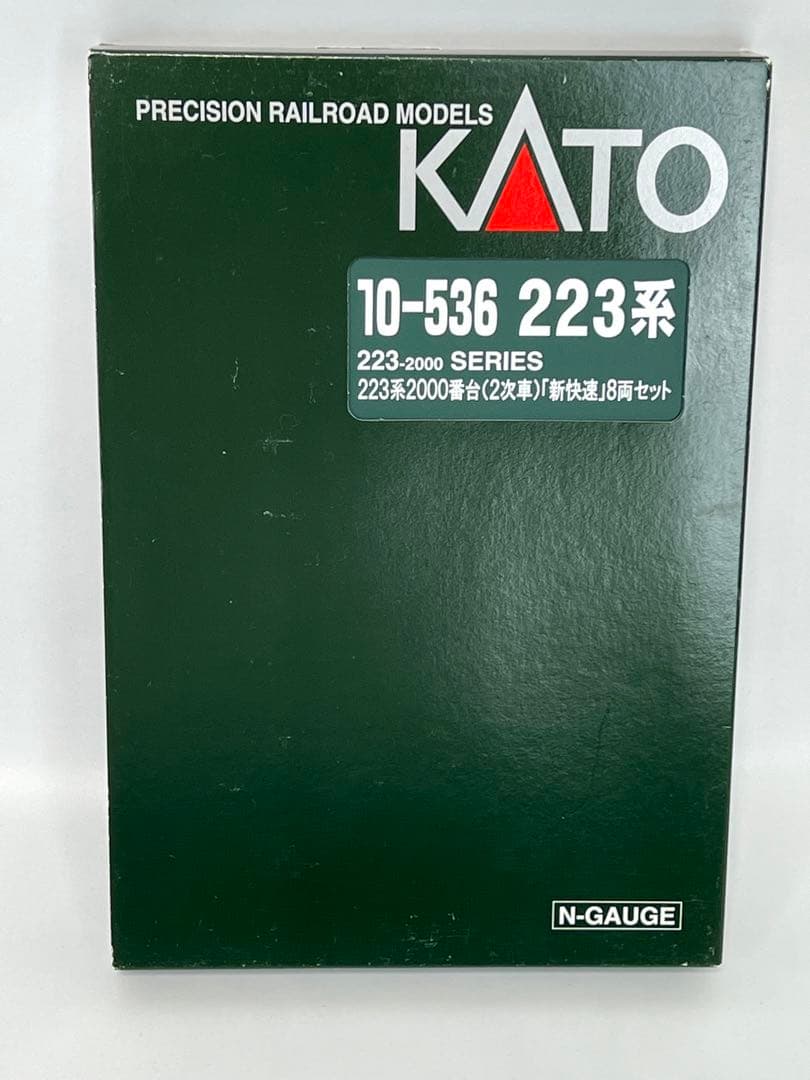 PRECISION RAILROAD MODELS
KATO
10-536 223系
223-2000 SERIES
223系2000番台(2次車)「新快速」8両セット
N-GAUGE